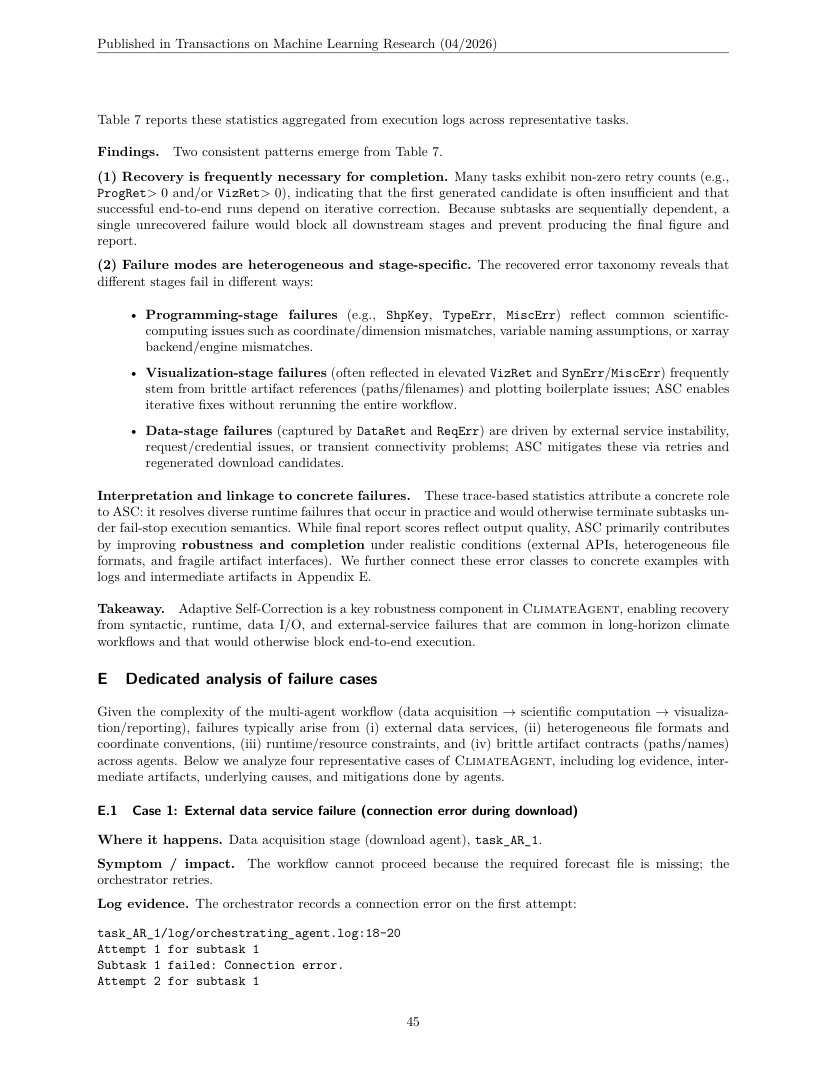 Published in Transactions on Machine Learning Research (04/2026)
Table 7 reports these statistics aggregated from execution logs across representative tasks.
Findings. Two consistent patterns emerge from Table 7.
(1) Recovery is frequently necessary for completion. Many tasks exhibit non-zero retry counts (e.g.,
ProgRet> 0 and/or VizRet> 0), indicating that the first generated candidate is often insufficient and that
successful end-to-end runs depend on iterative correction. Because subtasks are sequentially dependent, a
single unrecovered failure would block all downstream stages and prevent producing the final figure and
report.
(2) Failure modes are heterogeneous and stage-specific. The recovered error taxonomy reveals that
different stages fail in different ways:
• Programming-stage failures (e.g., ShpKey, TypeErr, MiscErr) reflect common scientific-
computing issues such as coordinate/dimension mismatches, variable naming assumptions, or xarray
backend/engine mismatches.
• Visualization-stage failures (often reflected in elevated VizRet and SynErr/MiscErr) frequently
stem from brittle artifact references (paths/filenames) and plotting boilerplate issues; ASC enables
iterative fixes without rerunning the entire workflow.
• Data-stage failures (captured by DataRet and ReqErr) are driven by external service instability,
request/credential issues, or transient connectivity problems; ASC mitigates these via retries and
regenerated download candidates.
Interpretation and linkage to concrete failures. These trace-based statistics attribute a concrete role
to ASC: it resolves diverse runtime failures that occur in practice and would otherwise terminate subtasks un-
der fail-stop execution semantics. While final report scores reflect output quality, ASC primarily contributes
by improving robustness and completion under realistic conditions (external APIs, heterogeneous file
formats, and fragile artifact interfaces). We further connect these error classes to concrete examples with
logs and intermediate artifacts in Appendix E.
Takeaway. Adaptive Self-Correction is a key robustness component in CLIMATEAGENT, enabling recovery
from syntactic, runtime, data I/O, and external-service failures that are common in long-horizon climate
workflows and that would otherwise block end-to-end execution.
E Dedicated analysis of failure cases
Given the complexity of the multi-agent workflow (data acquisition → scientific computation → visualiza-
tion/reporting), failures typically arise from (i) external data services, (ii) heterogeneous file formats and
coordinate conventions, (iii) runtime/resource constraints, and (iv) brittle artifact contracts (paths/names)
across agents. Below we analyze four representative cases of CLIMATEAGENT, including log evidence, inter-
mediate artifacts, underlying causes, and mitigations done by agents.
E.1 Case 1: External data service failure (connection error during download)
Where it happens. Data acquisition stage (download agent), task_AR_1.
Symptom / impact. The workflow cannot proceed because the required forecast file is missing; the
orchestrator retries.
Log evidence. The orchestrator records a connection error on the first attempt:
task_AR_1/log/orchestrating_agent.log:18-20
Attempt 1 for subtask 1
Subtask 1 failed: Connection error.
Attempt 2 for subtask 1
45